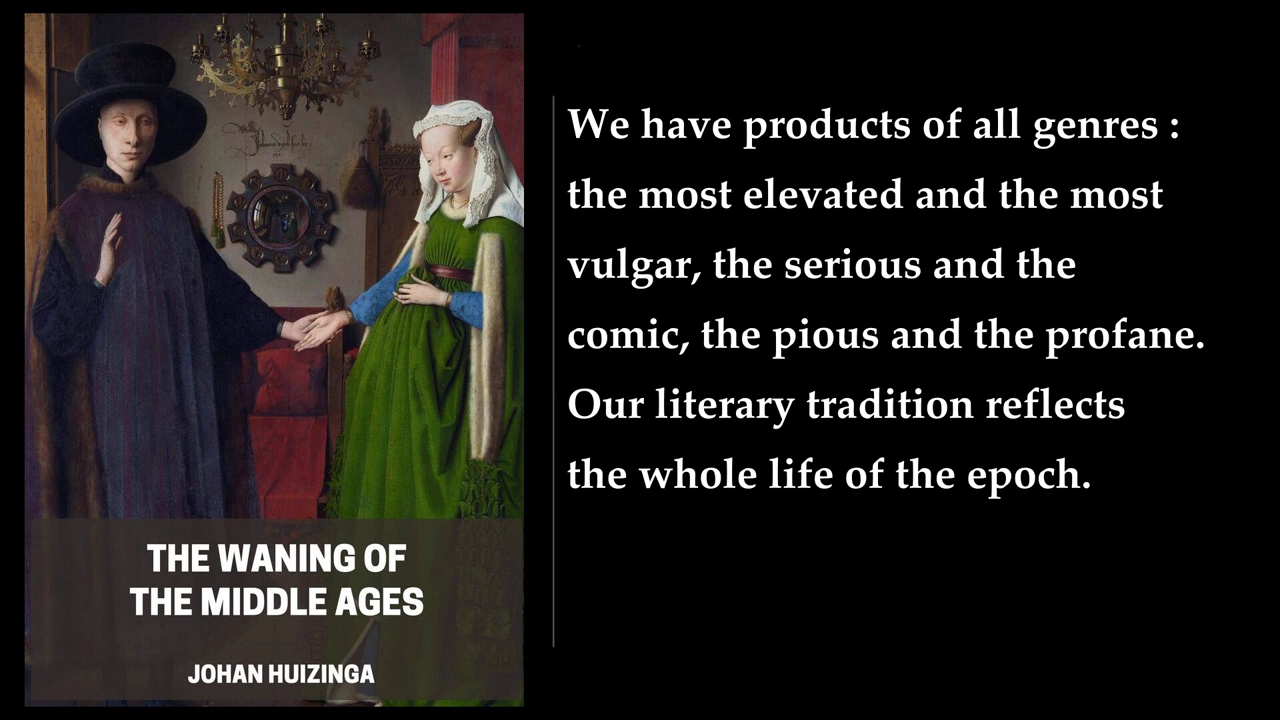 THE WANING OF
THE MIDDLE AGES
JOHAN HUIZINGA
We have products of all genres :
the most elevated and the most
vulgar, the serious and the
comic, the pious and the profane.
Our literary tradition reflects
the whole life of the epoch.